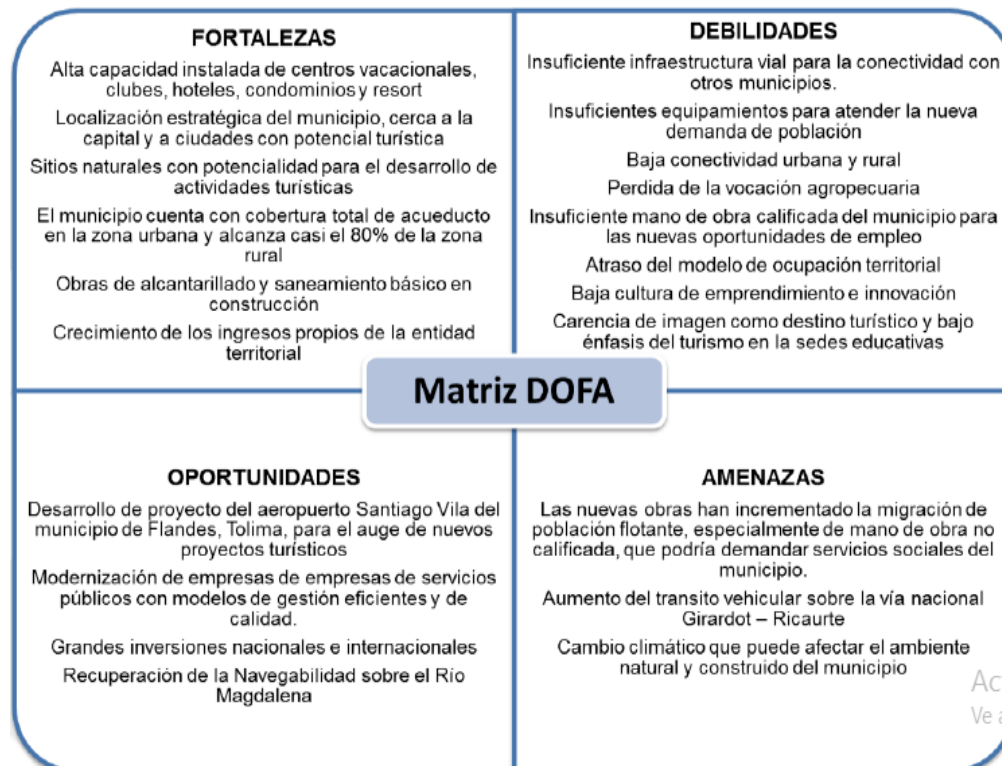 FORTALEZAS
Alta capacidad instalada de centros vacacionales,
clubes, hoteles, condominios y resort
Localización estratégica del municipio, cerca a la
capital y a ciudades con potencial turística
Sitios naturales con potencialidad para el desarrollo de
actividades turísticas
El municipio cuenta con cobertura total de acueducto
en la zona urbana y alcanza casi el 80% de la zona
rural
Obras de alcantarillado y saneamiento básico en
construcción
Crecimiento de los ingresos propios de la entidad
territorial
DEBILIDADES
Insuficiente infraestructura vial para la conectividad con
otros municipios.
Insuficientes equipamientos para atender la nueva
demanda de población
Baja conectividad urbana y rural
Perdida de la vocación agropecuaria
Insuficiente mano de obra calificada del municipio para
las nuevas oportunidades de empleo
Atraso del modelo de ocupación territorial
Baja cultura de emprendimiento e innovación
Carencia de imagen como destino turístico y bajo
énfasis del turismo en la sedes educativas
Matriz DOFA
OPORTUNIDADES
Desarrollo de proyecto del aeropuerto Santiago Vila del
municipio de Flandes, Tolima, para el auge de nuevos
proyectos turísticos
Modernización de empresas de empresas de servicios
públicos con modelos de gestión eficientes y de
calidad.
Grandes inversiones nacionales e internacionales
Recuperación de la Navegabilidad sobre el Río
Magdalena
AMENAZAS
Las nuevas obras han incrementado la migración de
población flotante, especialmente de mano de obra no
calificada, que podría demandar servicios sociales del
municipio.
Aumento del transito vehicular sobre la vía nacional
Girardot – Ricaurte
Cambio climático que puede afectar el ambiente
natural y construido del municipio
Ac
Ve a